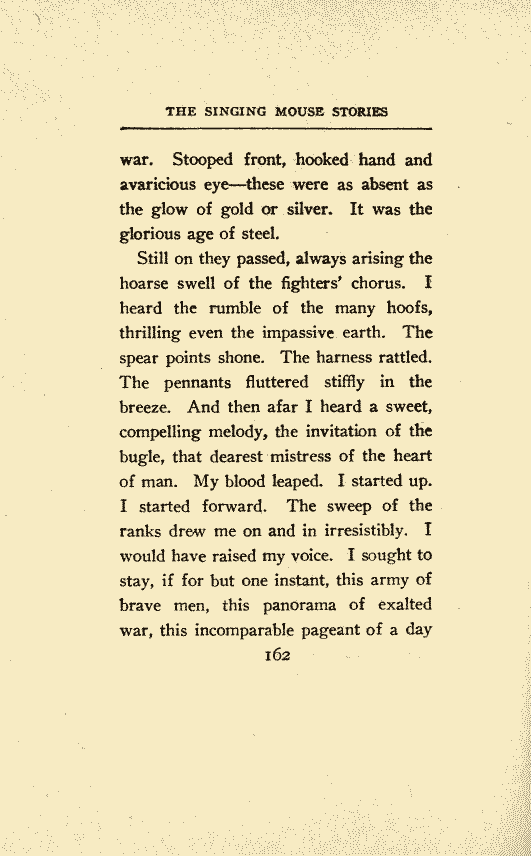 THE SINGING MOUSE STORIES
war. Stooped front, hooked hand and
avaricious eye—these were as absent as
the glow of gold or silver. It was the
glorious age of steel.
Still on they passed, always arising the
hoarse swell of the fighters' chorus. I
heard the rumble of the many hoofs,
thrilling even the impassive earth. The
spear points shone. The harness rattled.
The pennants fluttered stiffly in the
breeze. And then afar I heard a sweet,
compelling melody, the invitation of the
bugle, that dearest mistress of the heart
of man. My blood leaped. I started up.
I started forward. The sweep of the
ranks drew me on and in irresistibly. I
would have raised my voice. I sought to
stay, if for but one instant, this army of
brave men, this panorama of exalted
war, this incomparable pageant of a day
162